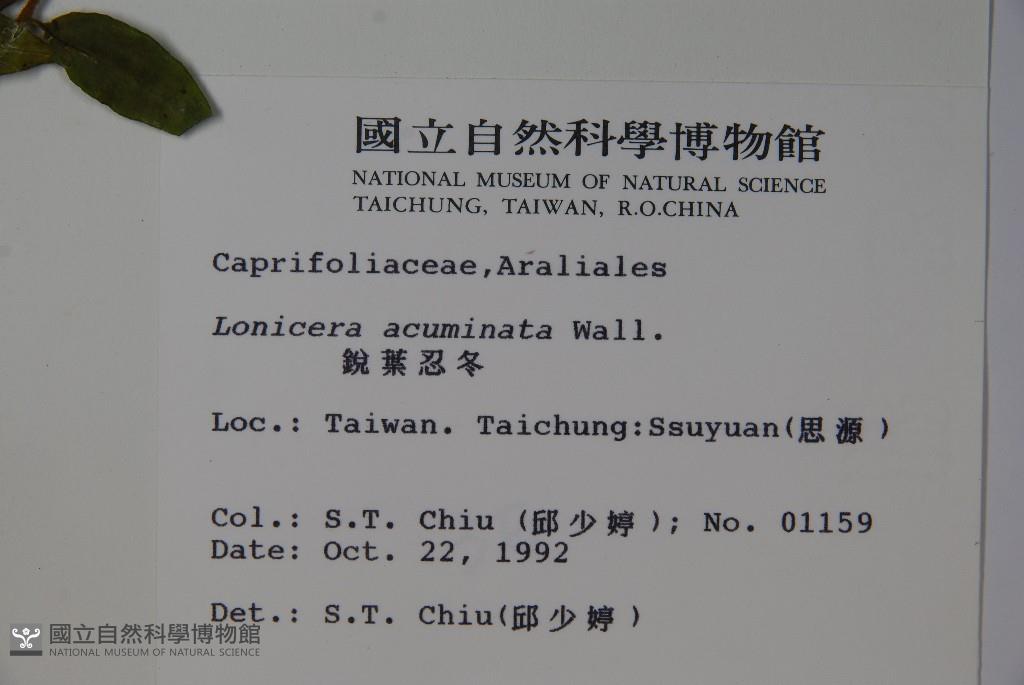 國立自然科學博物館
NATIONAL MUSEUM OF NATURAL SCIENCE
TAICHUNG, TAIWAN, R.O.CHINA
Caprifoliaceae,Araliales
Lonicera acuminata Wall.
銳葉忍冬
Loc.: Taiwan. Taichung:Ssuyuan(思源)
Col.: S.T. Chiu (邱少婷); No. 01159
Date: Oct. 22, 1992
Det.: S.T. Chiu(邱少婷)
國立自然科學博物館
NATIONAL MUSEUM OF NATURAL SCIENCE